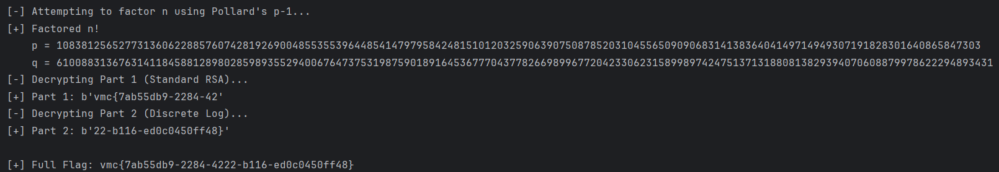 [-] Attempting to factor n using Pollard's p-1...
[+] Factored n!
p = 10838125652773136062288576074281926900485535539644854147979584248151012032590639075087852031045565090906831413836404149714949307191828301640865847303
q = 6100883136763141184588128980285989355294006764737531987590189164536777043778266989967720423306231589989742475137131880813829394070608879978622294893431
[-] Decrypting Part 1 (Standard RSA)...
[+] Part 1: b'vmc{7ab55db9-2284-42'
[-] Decrypting Part 2 (Discrete Log)...
[+] Part 2: b'22-b116-ed0c0450ff48}'
[+] Full Flag: vmc{7ab55db9-2284-4222-b116-ed0c0450ff48}